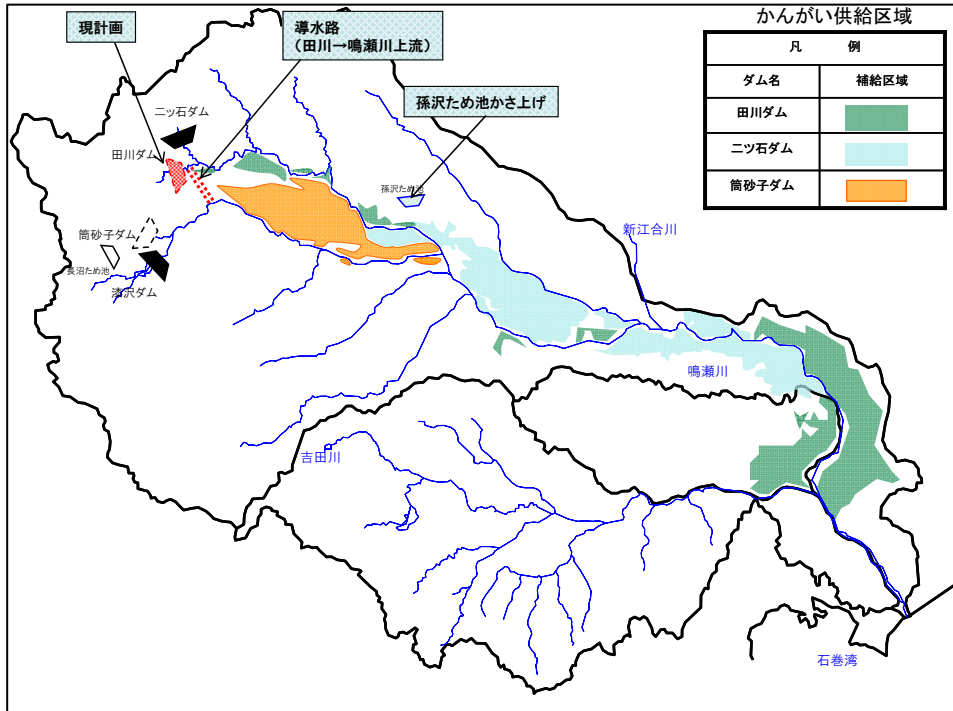 かんがい供給区域
凡 例
ダム名 補給区域
田川ダム
二ツ石ダム
筒砂子ダム
現計画
導水路
(田川→鳴瀬川上流)
孫沢ため池かさ上げ
二ッ石ダム
田川ダム
孫沢ため池
筒砂子ダム
長沼ため池
漆沢ダム
新江合川
鳴瀬川
吉田川
石巻湾